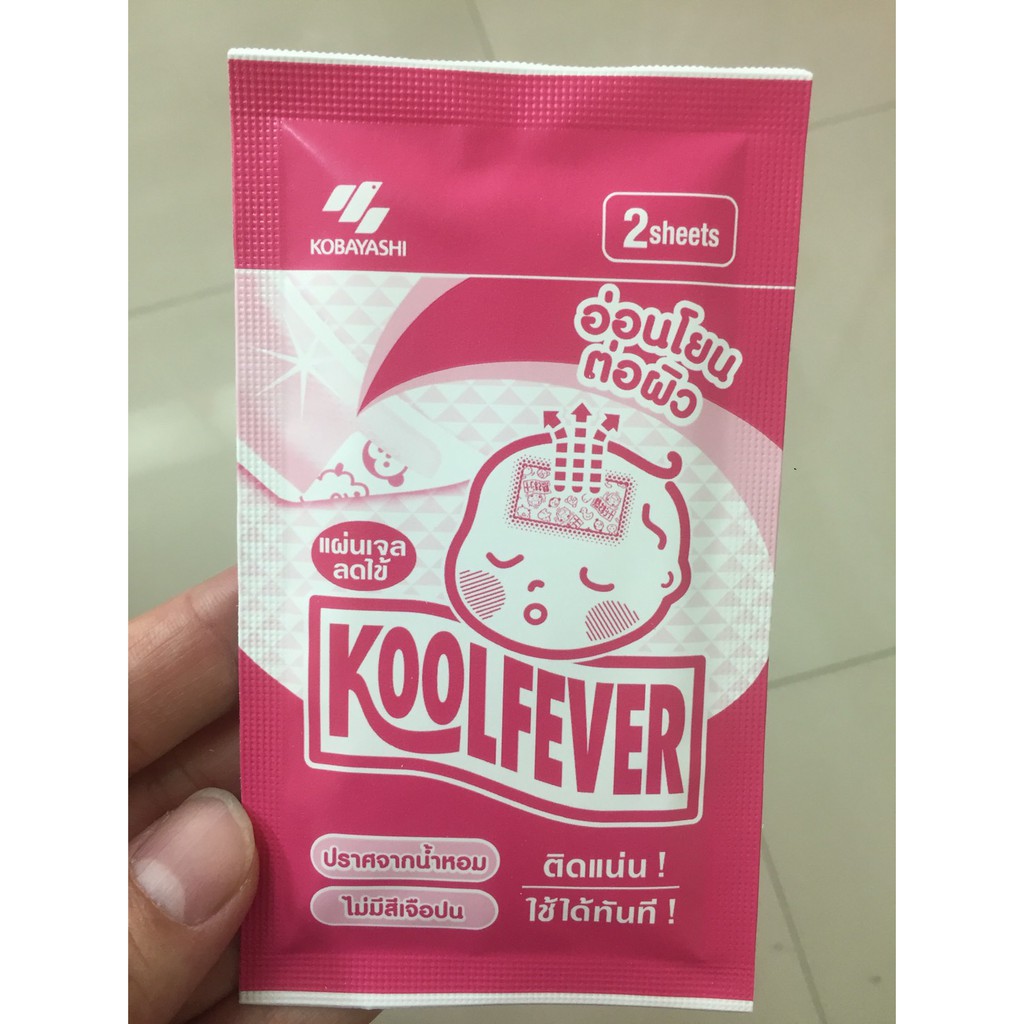 KOBAYASHI
2sheets
อ่อนโยน
ต่อผิว
แผ่นเจล
ลดไข้
KOOLFEVER
ปราศจากน้ำหอม
ไม่มีสีเจือปน
ติดแน่น !
ใช้ได้ทันที !